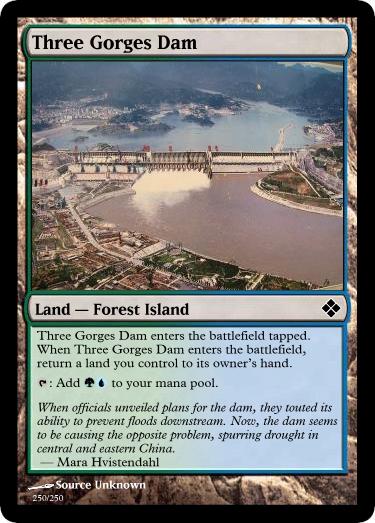 Three Gorges Dam
Land — Forest Island
Three Gorges Dam enters the battlefield tapped.
When Three Gorges Dam enters the battlefield,
return a land you control to its owner's hand.
: Add to your mana pool.
When officials unveiled plans for the dam, they touted its
ability to prevent floods downstream. Now, the dam seems
to be causing the opposite problem, spurring drought in
central and eastern China.
— Mara Hvistendahl
Source Unknown
250/250